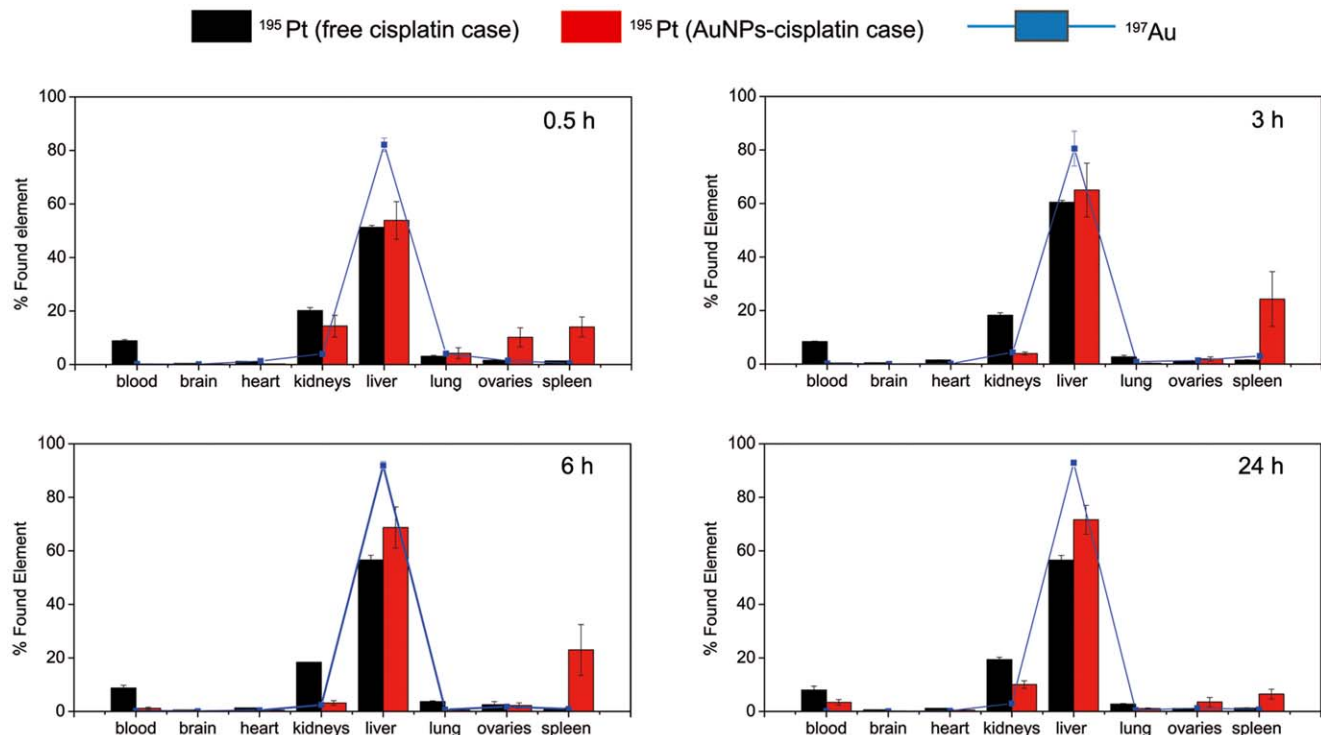 ¹⁹⁵Pt (free cisplatin case) ¹⁹⁵Pt (AuNPs-cisplatin case) ¹⁹⁷Au
0.5 h
% Found element
100
80
60
40
20
0
blood brain heart kidneys liver lung ovaries spleen
3 h
% Found Element
100
80
60
40
20
0
blood brain heart kidneys liver lung ovaries spleen
6 h
% Found Element
100
80
60
40
20
0
blood brain heart kidneys liver lung ovaries spleen
24 h
% Found Element
100
80
60
40
20
0
blood brain heart kidneys liver lung ovaries spleen